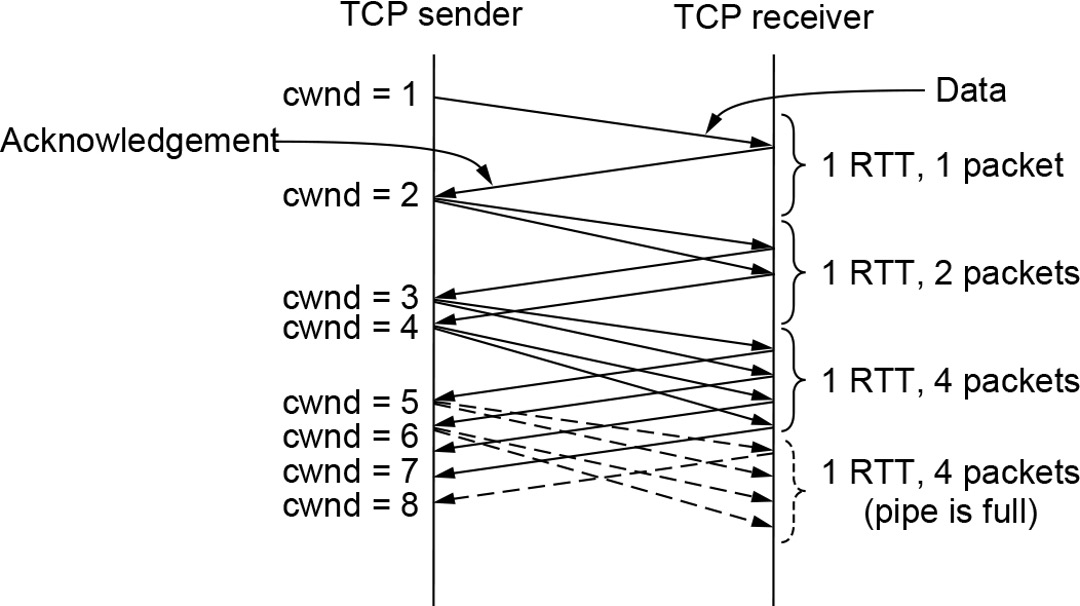 TCP sender
TCP receiver
cwnd = 1
Data
Acknowledgement
1 RTT, 1 packet
cwnd = 2
1 RTT, 2 packets
cwnd = 3
cwnd = 4
1 RTT, 4 packets
cwnd = 5
cwnd = 6
cwnd = 7
1 RTT, 4 packets
cwnd = 8
(pipe is full)